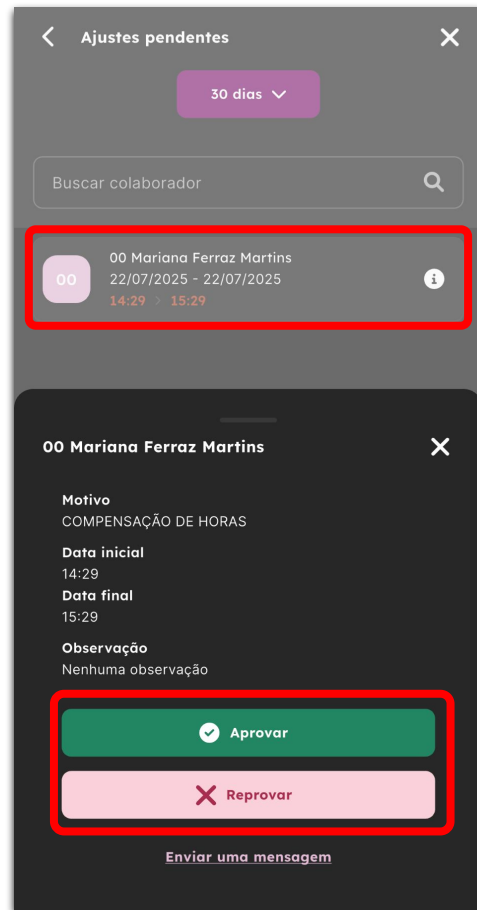 Ajustes pendentes
30 dias
Buscar colaborador
00
00 Mariana Ferraz Martins
22/07/2025 - 22/07/2025
14:29 > 15:29
00 Mariana Ferraz Martins
Motivo
COMPENSAÇÃO DE HORAS
Data inicial
14:29
Data final
15:29
Observação
Nenhuma observação
Aprovar
Reprovar
Enviar uma mensagem